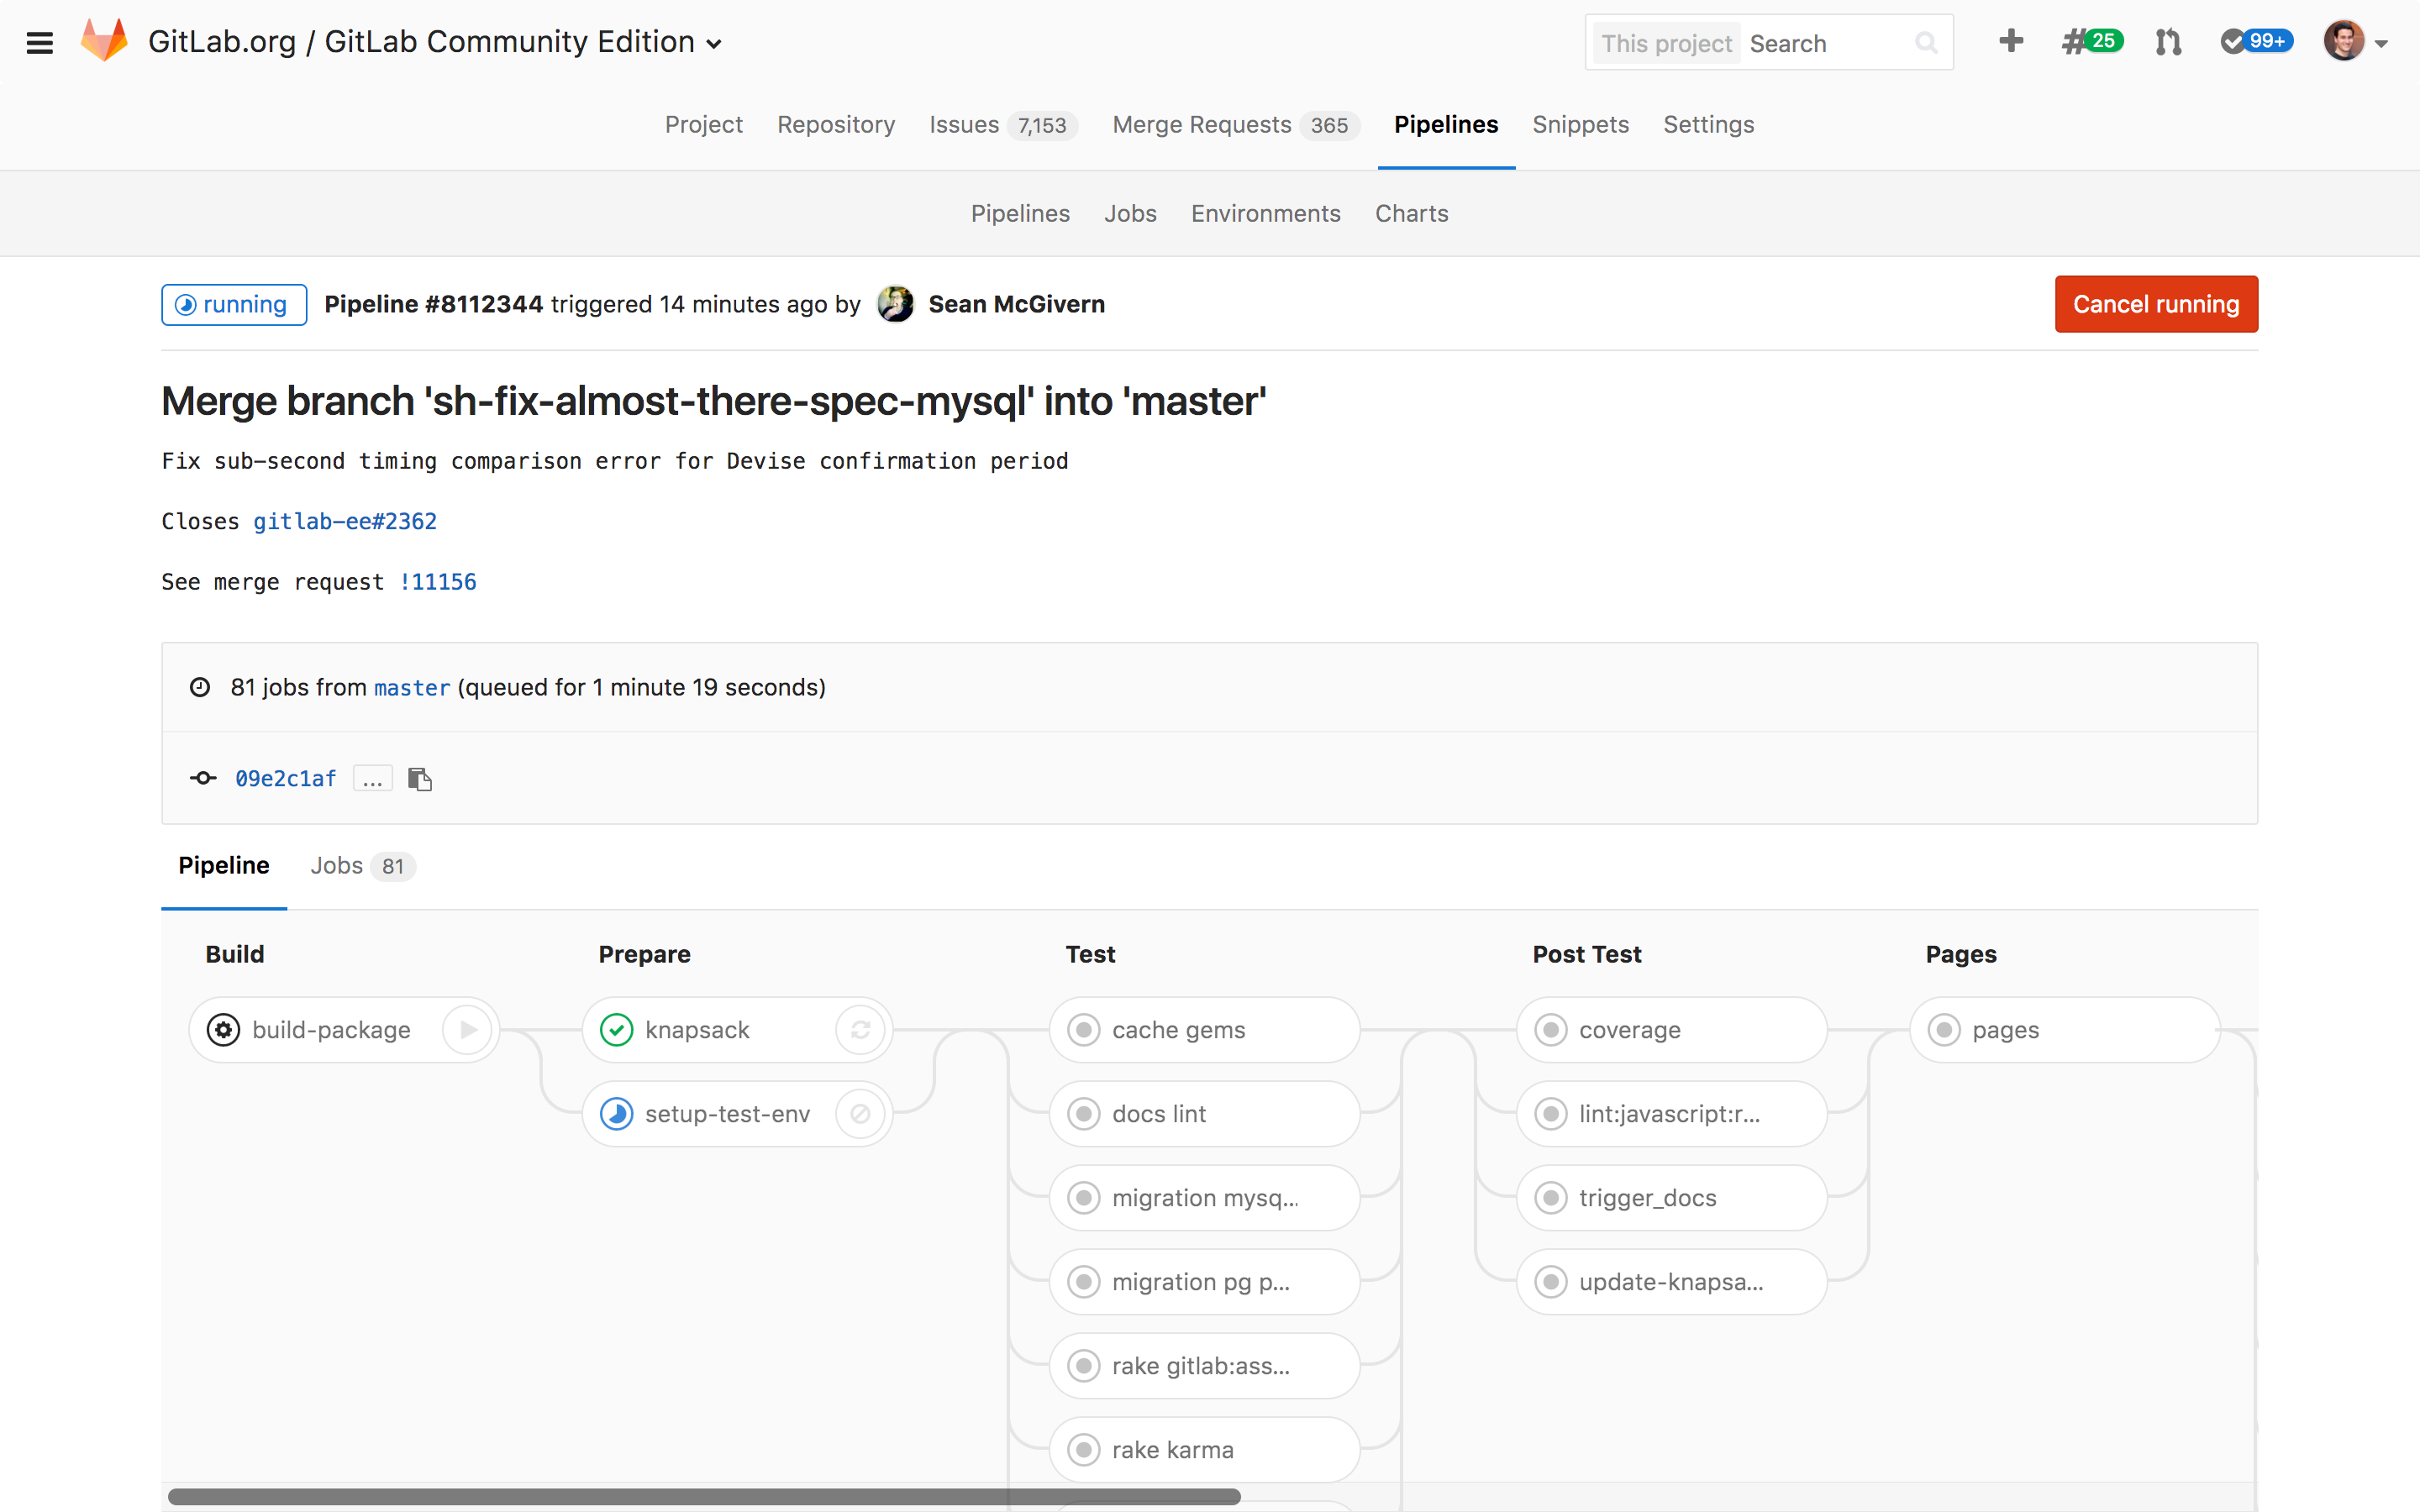 GitLab.org / GitLab Community Edition
This project Search
25
99+
Project Repository Issues 7,153 Merge Requests 365 Pipelines Snippets Settings
Pipelines Jobs Environments Charts
running Pipeline #8112344 triggered 14 minutes ago by Sean McGivern
Cancel running
Merge branch 'sh-fix-almost-there-spec-mysql' into 'master'
Fix sub-second timing comparison error for Devise confirmation period
Closes gitlab-ee#2362
See merge request !11156
81 jobs from master (queued for 1 minute 19 seconds)
09e2c1af ...
Pipeline Jobs 81
Build
build-package
Prepare
knapsack
setup-test-env
Test
cache gems
docs lint
migration mysq...
migration pg p...
rake gitlab:ass...
rake karma
Post Test
coverage
lint:javascript:r...
trigger_docs
update-knapsa...
Pages
pages